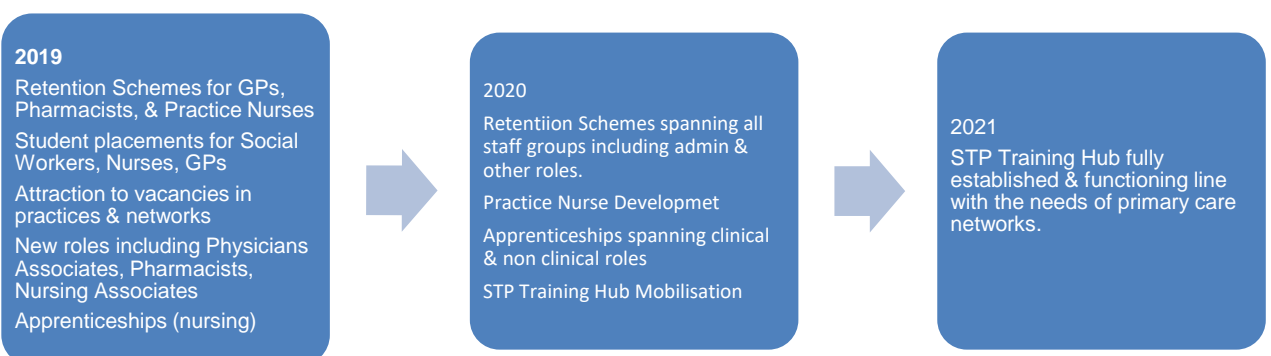 2019
Retention Schemes for GPs,
Pharmacists, & Practice Nurses
Student placements for Social
Workers, Nurses, GPs
Attraction to vacancies in
practices & networks
New roles including Physicians
Associates, Pharmacists,
Nursing Associates
Apprenticeships (nursing)
2020
Retentiion Schemes spanning all
staff groups including admin &
other roles.
Practice Nurse Developmet
Apprenticeships spanning clinical
& non clinical roles
STP Training Hub Mobilisation
2021
STP Training Hub fully
established & functioning line
with the needs of primary care
networks.